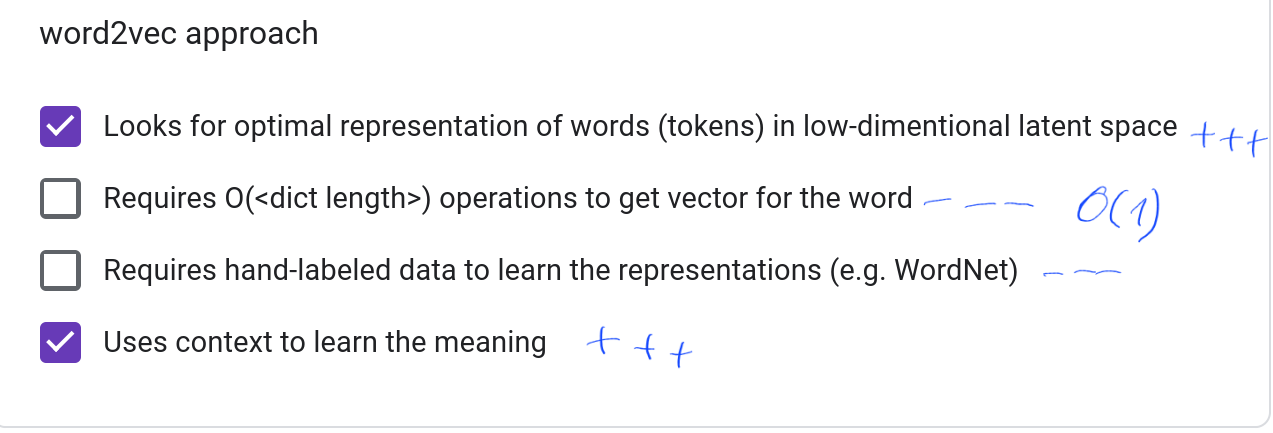 word2vec approach
Looks for optimal representation of words (tokens) in low-dimentional latent space +++
Requires O(<dict length>) operations to get vector for the word --- O(1)
Requires hand-labeled data to learn the representations (e.g. WordNet) ---
Uses context to learn the meaning +++